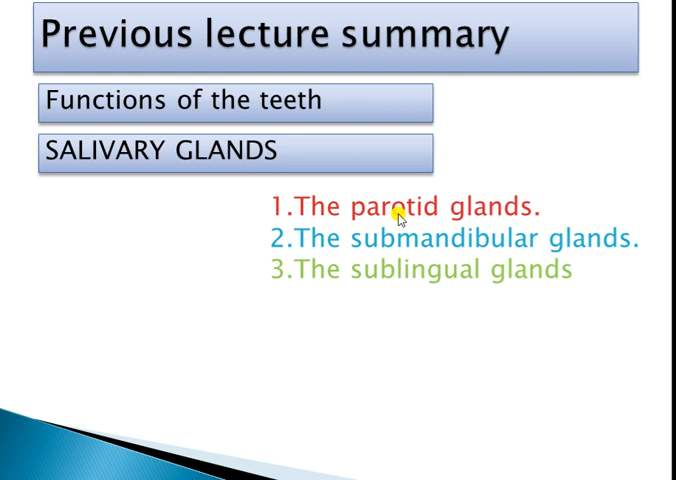 Previous lecture summary
Functions of the teeth
SALIVARY GLANDS
1.The parotid glands.
2.The submandibular glands.
3.The sublingual glands